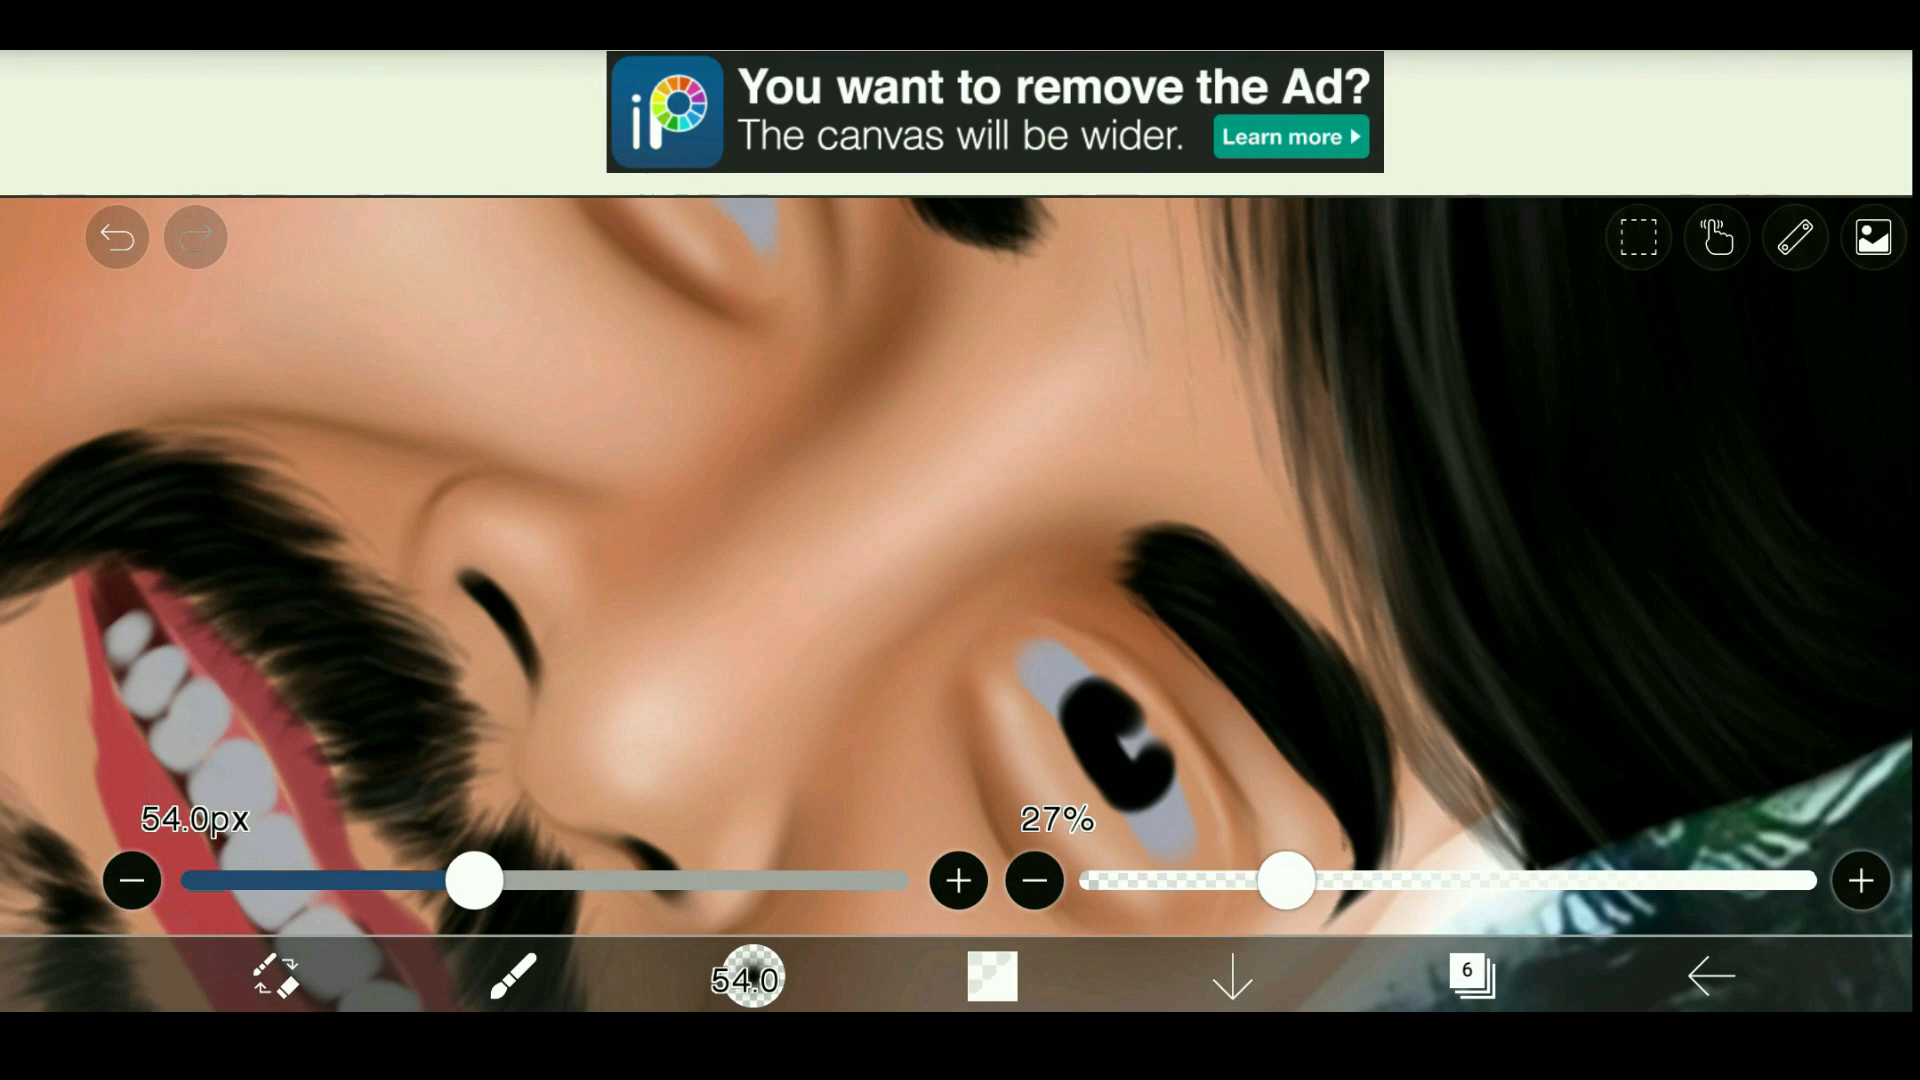 iP
You want to remove the Ad?
The canvas will be wider.
Learn more
54.0px
27%
54.0
6